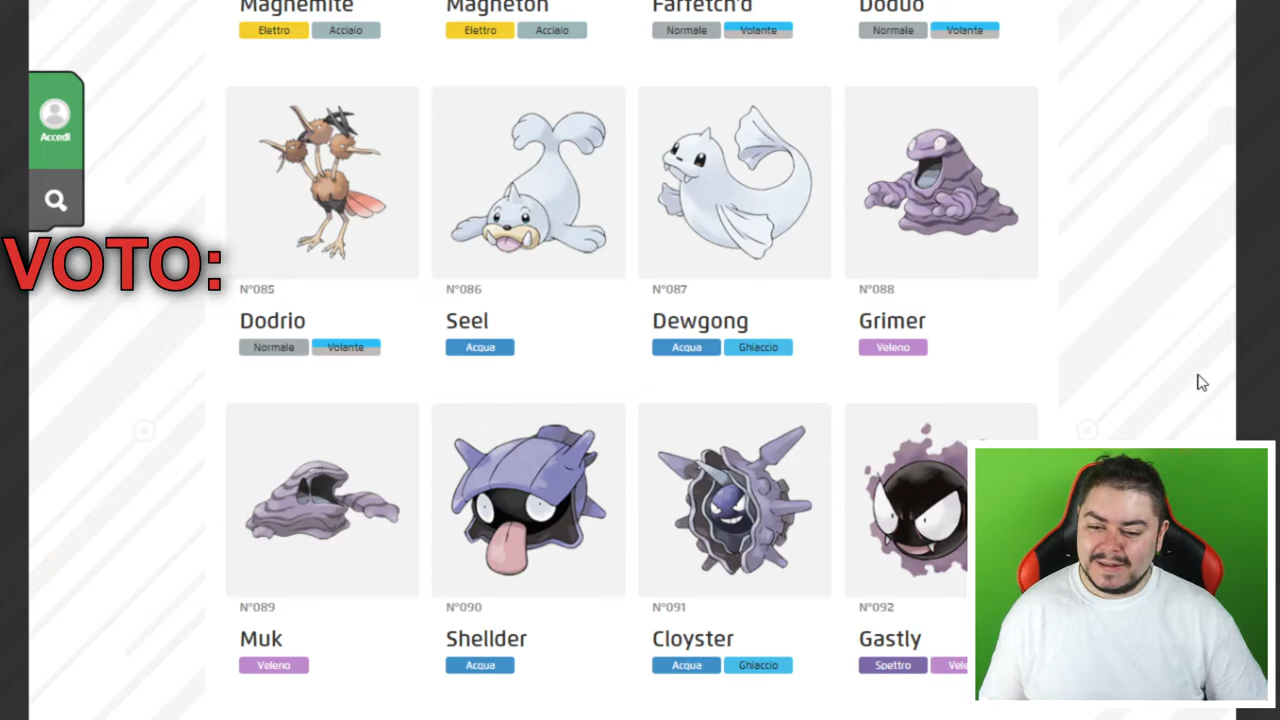 Magnemite
Magneton
Farfetch'd
Doduo
Elettro
Acciaio
Elettro
Acciaio
Normale
Volante
Normale
Volante
Accedi
VOTO:
N°085
N°086
N°087
N°088
Dodrio
Seel
Dewgong
Grimer
Normale
Volante
Acqua
Acqua
Ghiaccio
Veleno
N°089
N°090
N°091
N°092
Muk
Shellder
Cloyster
Gastly
Veleno
Acqua
Acqua
Ghiaccio
Spettro
Vele